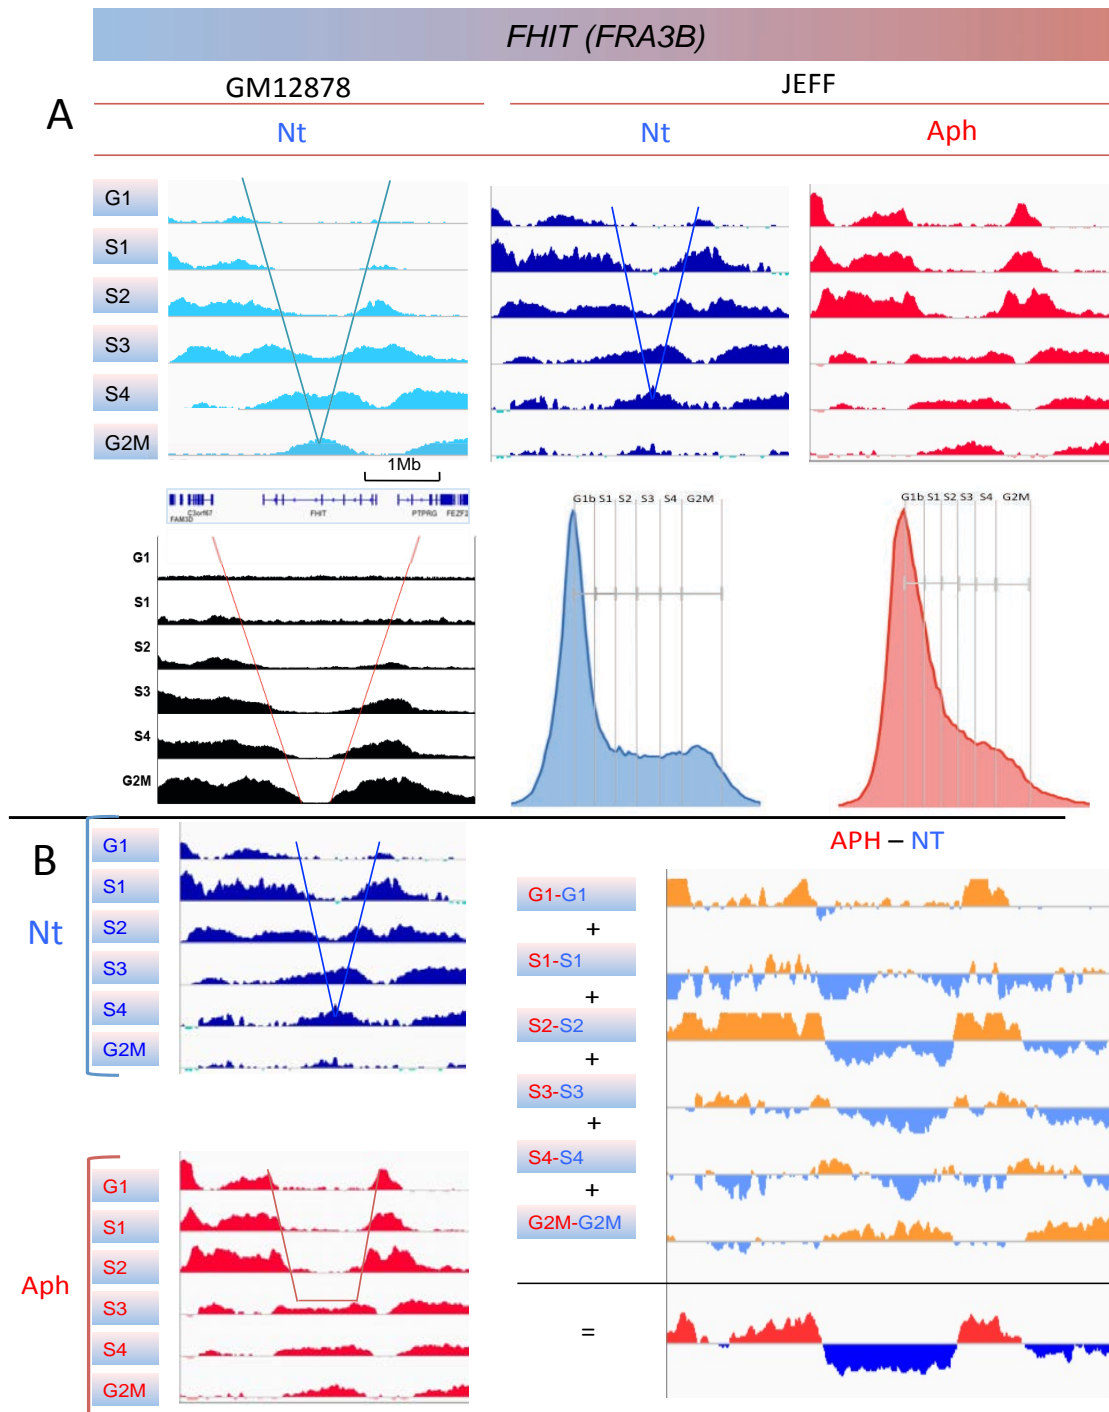 FHIT (FRA3B)
GM12878
JEFF
A
Nt
Nt
Aph
G1
S1
S2
S3
S4
G2M
1Mb
C3orf67
FHIT
PTPRG
FEZF2
FAM3D
G1
S1
S2
S3
S4
G2M
G1b S1 S2 S3 S4 G2M
G1b S1 S2 S3 S4 G2M
B
Nt
G1
S1
S2
S3
S4
G2M
Aph
G1
S1
S2
S3
S4
G2M
APH – NT
G1-G1
+
S1-S1
+
S2-S2
+
S3-S3
+
S4-S4
+
G2M-G2M
=